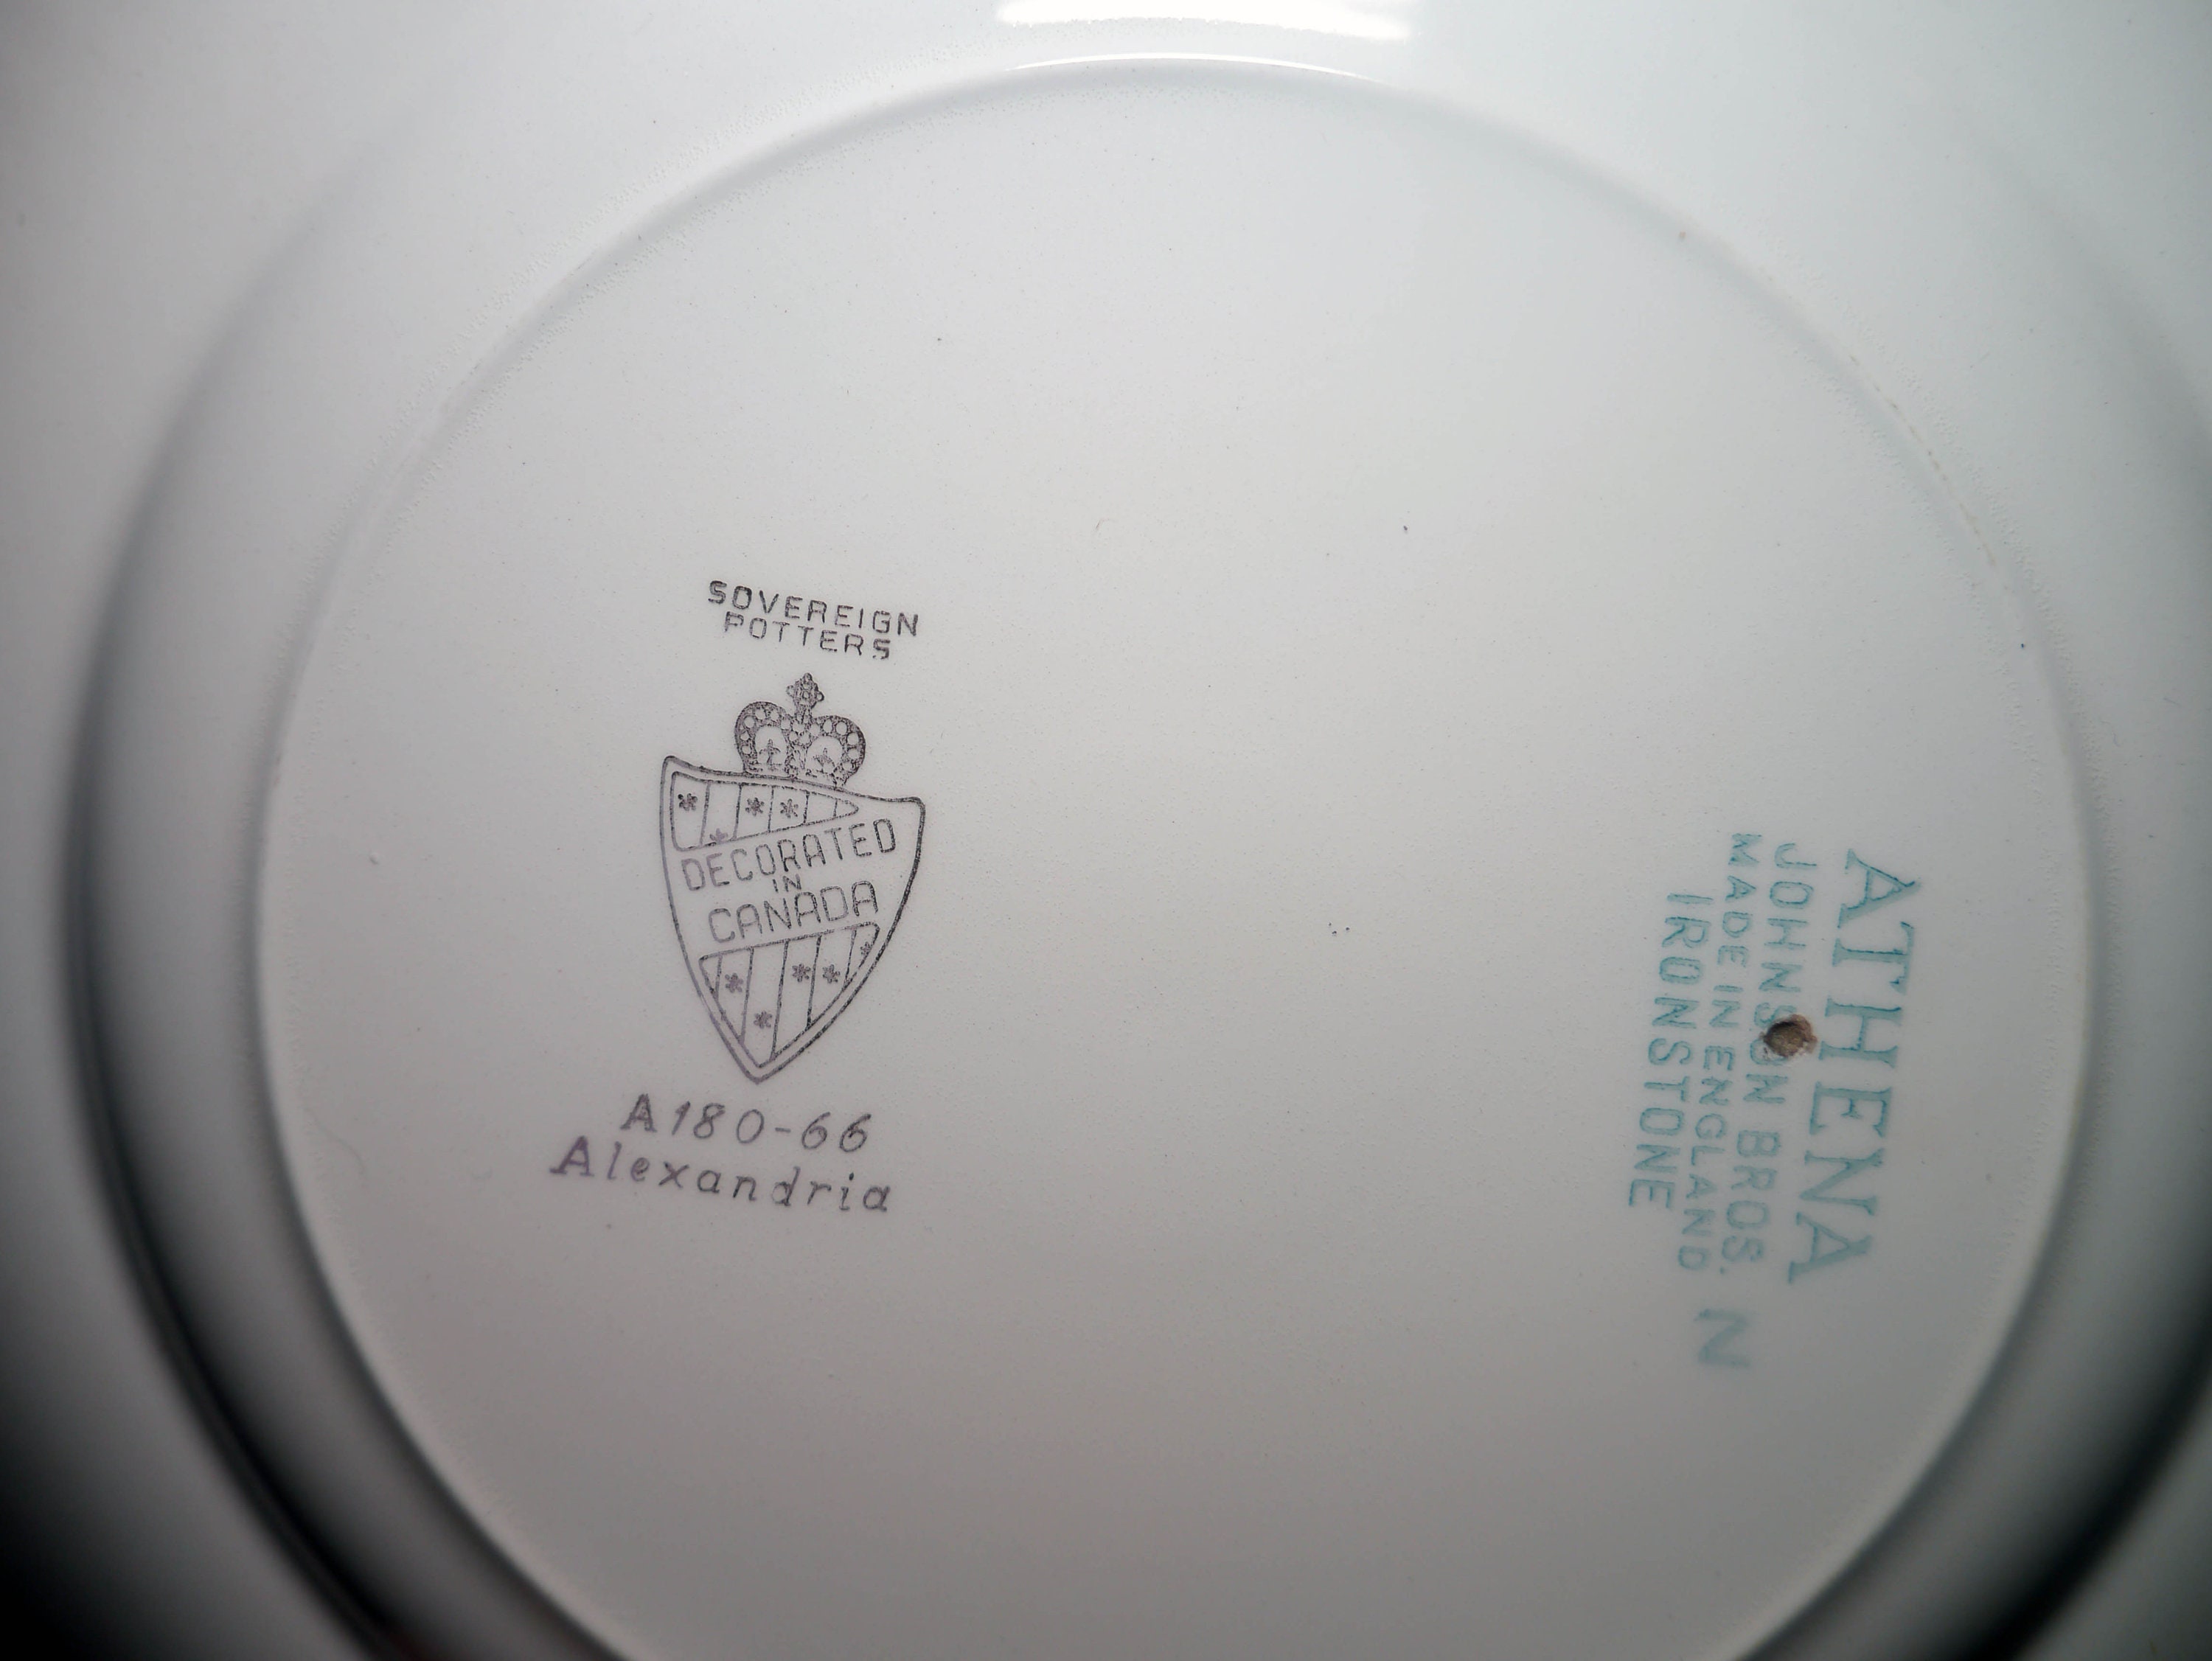 SOVEREIGN
POTTERS
DECORATED
IN
CANADA
A180-66
Alexandria
ATHENA
JOHNSON BROS.
MADE IN ENGLAND
IRONSTONE
N